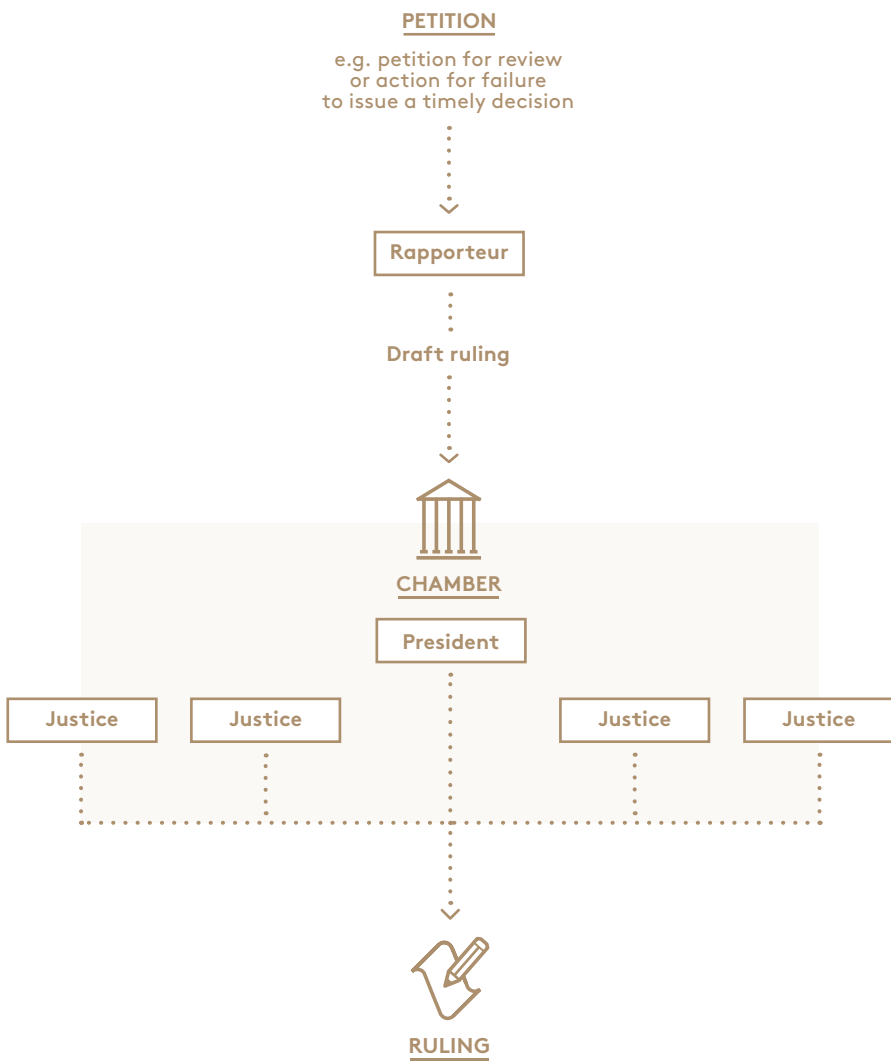 PETITION
e.g. petition for review
or action for failure
to issue a timely decision
Rapporteur
Draft ruling
CHAMBER
President
Justice
Justice
Justice
Justice
RULING